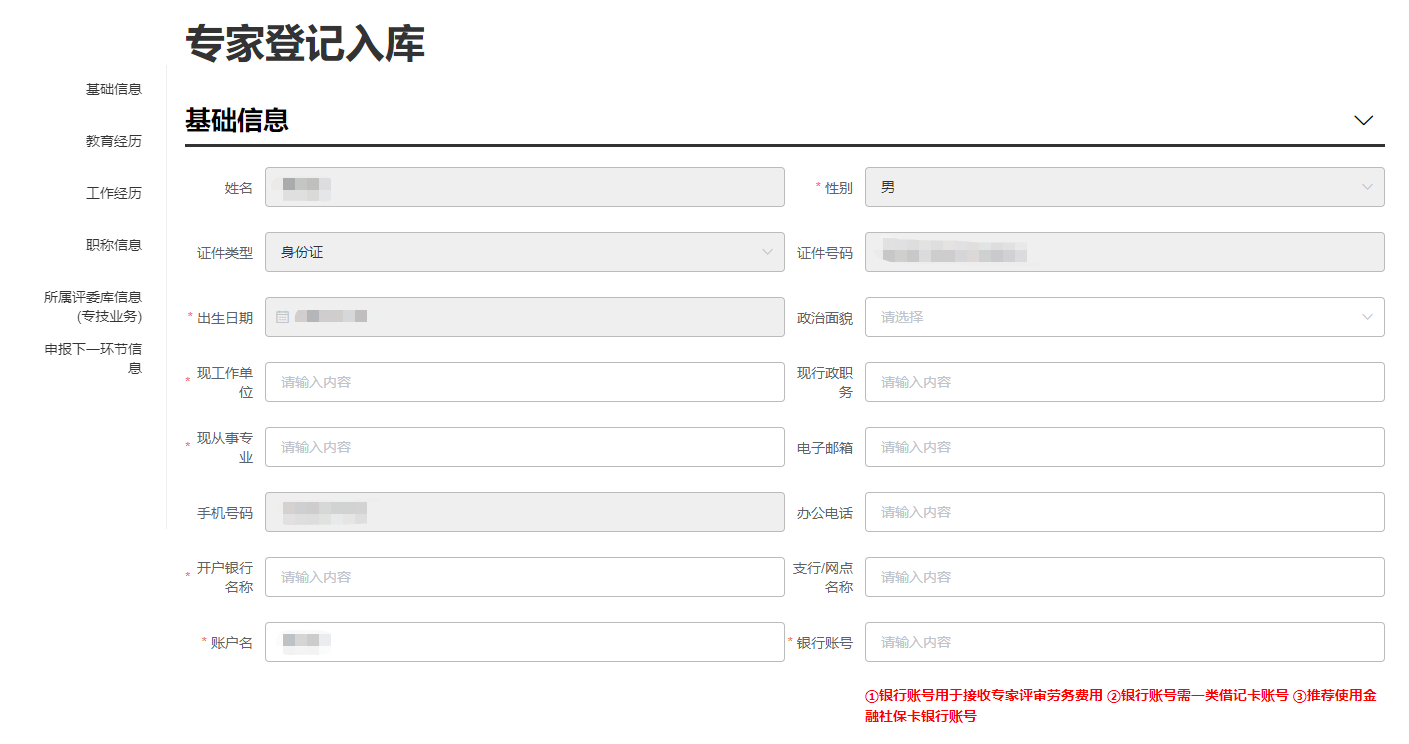 专家登记入库
基础信息
教育经历
工作经历
职称信息
所属评委库信息
(专技业务)
申报下一环节信
息
基础信息
姓名
* 性别 男
证件类型 身份证
证件号码
* 出生日期
政治面貌 请选择
* 现工作单
位 请输入内容
现行政职
务 请输入内容
* 现从事专
业 请输入内容
电子邮箱 请输入内容
手机号码
办公电话 请输入内容
* 开户银行
名称 请输入内容
支行/网点
名称 请输入内容
* 账户名
* 银行账号 请输入内容
①银行账号用于接收专家评审劳务费用 ②银行账号需一类借记卡账号 ③推荐使用金
融社保卡银行账号